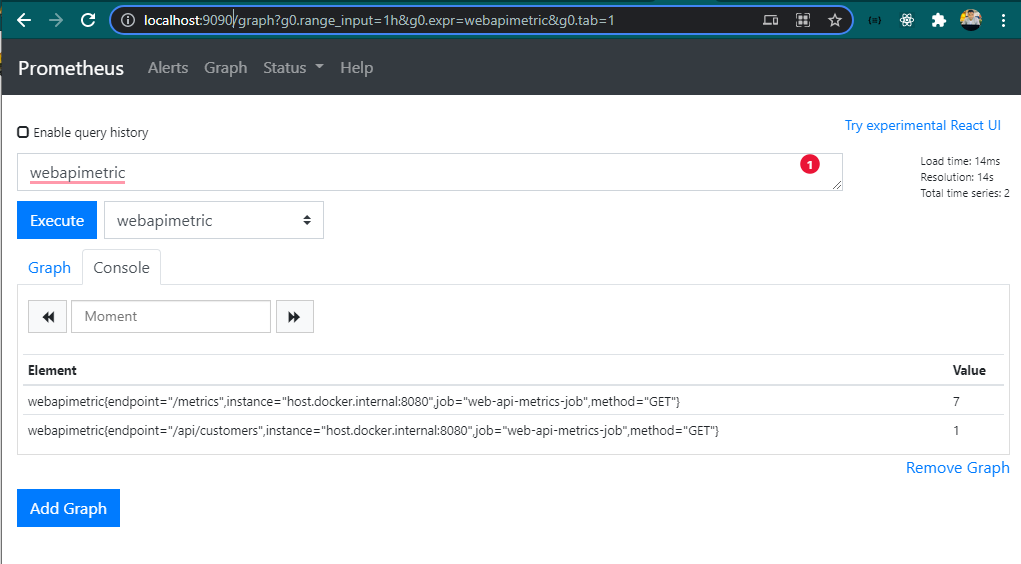 localhost:9090/graph?g0.range_input=1h&g0.expr=webapimetric&g0.tab=1
Prometheus Alerts Graph Status Help
Enable query history
Try experimental React UI
webapimetric
1
Load time: 14ms
Resolution: 14s
Total time series: 2
Execute webapimetric
Graph Console
Moment
Element Value
webapimetric{endpoint="/metrics",instance="host.docker.internal:8080",job="web-api-metrics-job",method="GET"} 7
webapimetric{endpoint="/api/customers",instance="host.docker.internal:8080",job="web-api-metrics-job",method="GET"} 1
Remove Graph
Add Graph